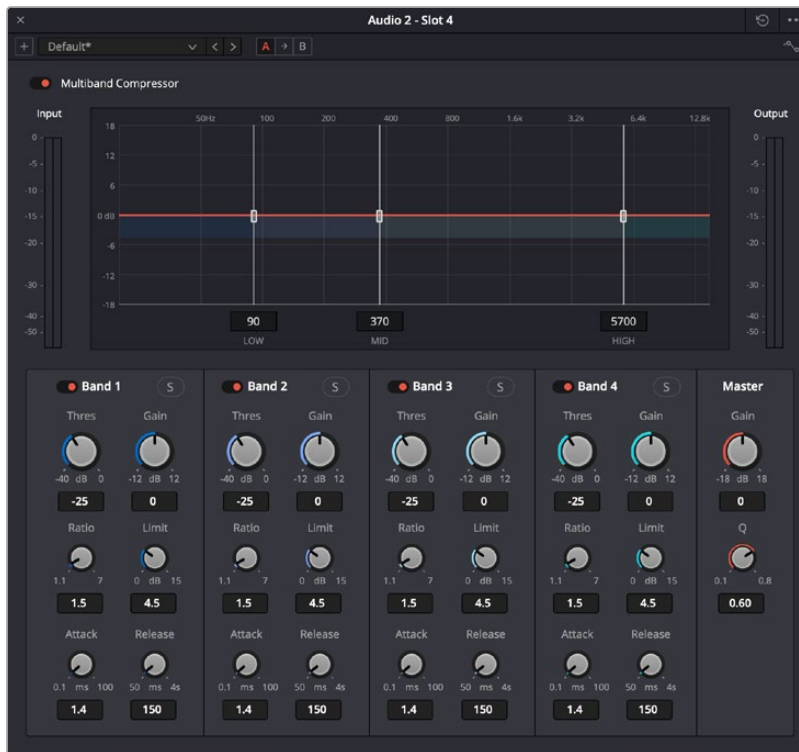 Audio 2 - Slot 4
Default*
A
B
Multiband Compressor
Input
Output
50Hz 100 200 400 800 1.6k 3.2k 6.4k 12.8k
18
12
6
0 dB
-6
-12
-18
0
-5
-10
-15
-20
-30
-40
-50
0
-5
-10
-15
-20
-30
-40
-50
90 370 5700
LOW MID HIGH
Band 1 S Band 2 S Band 3 S Band 4 S Master
Thres Gain Thres Gain Thres Gain Thres Gain Gain
-40 dB 0 -12 dB 12 -40 dB 0 -12 dB 12 -40 dB 0 -12 dB 12 -40 dB 0 -12 dB 12 -18 dB 18
-25 0 -25 0 -25 0 -25 0 0
Ratio Limit Ratio Limit Ratio Limit Ratio Limit Q
1.1 7 0 dB 15 1.1 7 0 dB 15 1.1 7 0 dB 15 1.1 7 0 dB 15 0.1 0.8
1.5 4.5 1.5 4.5 1.5 4.5 1.5 4.5 0.60
Attack Release Attack Release Attack Release Attack Release
0.1 ms 100 50 ms 4s 0.1 ms 100 50 ms 4s 0.1 ms 100 50 ms 4s 0.1 ms 100 50 ms 4s
1.4 150 1.4 150 1.4 150 1.4 150